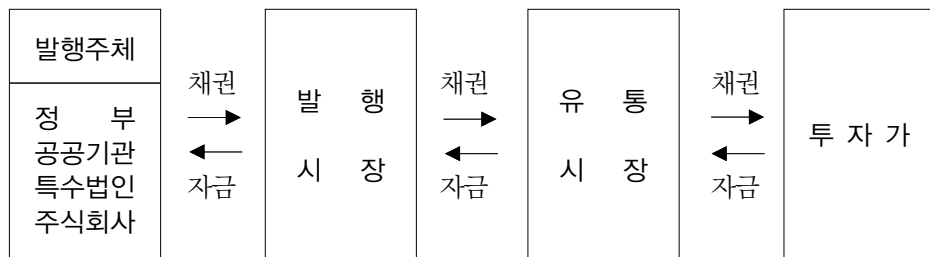 발행주체
정 부
공공기관
특수법인
주식회사
채권
자금
발 행
시 장
채권
자금
유 통
시 장
채권
자금
투 자 가